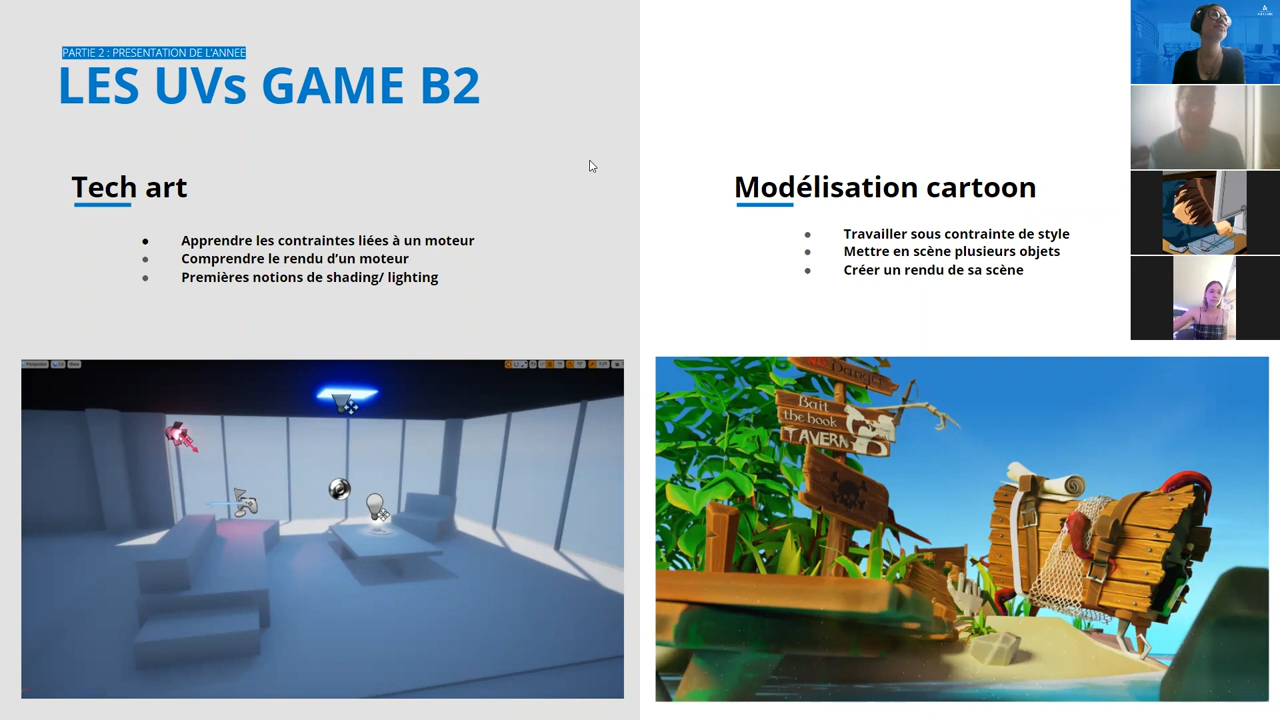 PARTIE 2 : PRESENTATION DE L'ANNEE
LES UVs GAME B2
Tech art
Apprendre les contraintes liées à un moteur
Comprendre le rendu d'un moteur
Premières notions de shading/ lighting
Modélisation cartoon
Travailler sous contrainte de style
Mettre en scène plusieurs objets
Créer un rendu de sa scène
Danger
Bait
the hook
TAVERN